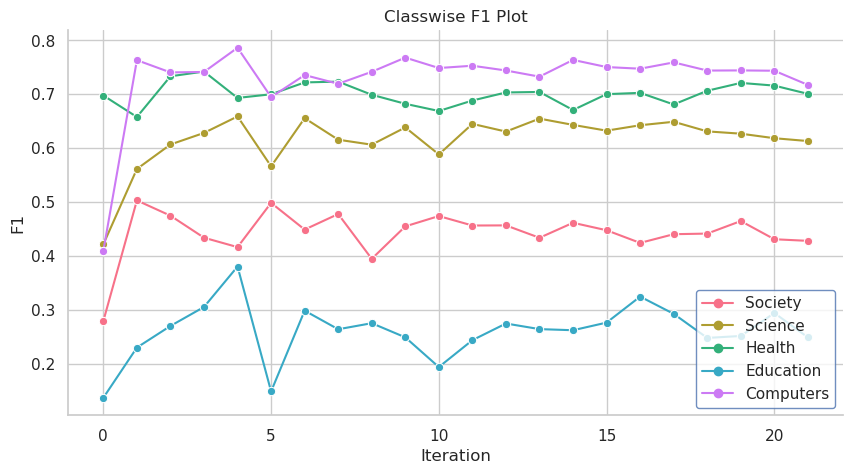 Classwise F1 Plot
0.8
0.7
0.6
0.5
0.4
0.3
0.2
F1
0
5
10
15
20
Iteration
Society
Science
Health
Education
Computers